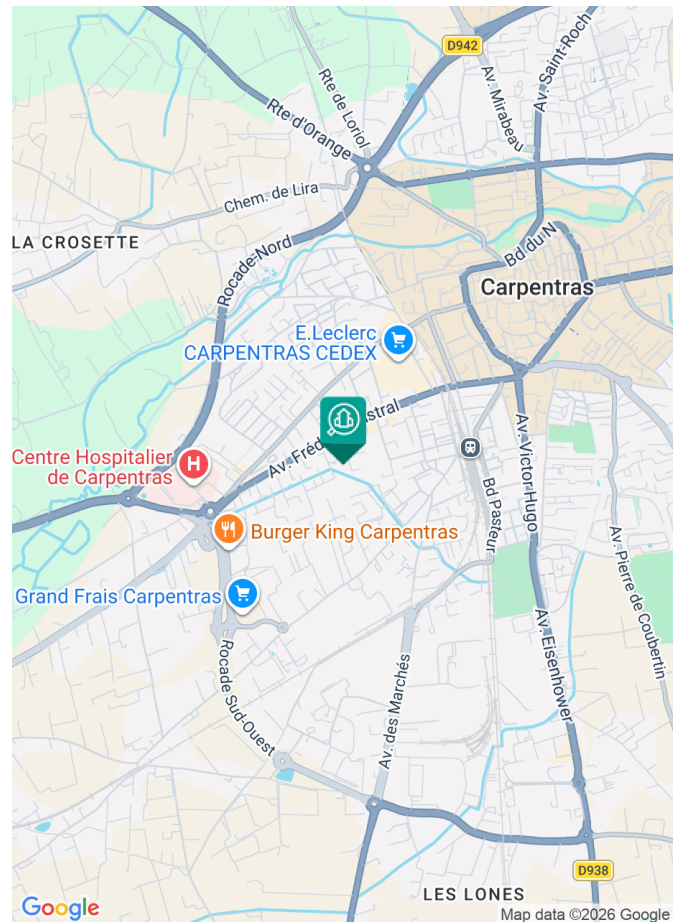 D942
Av. Saint-Roch
Av. Mirabeau
Rte de Loriol
Rte d'Orange
Chem. de Lira
LA CROSETTE
Rocade-Nord
Bd du N
Carpentras
E.Leclerc
CARPENTRAS CEDEX
Av. Frédé
stral
Centre Hospitalier
de Carpentras
H
Av. Victor Hugo
Bd Pasteur
Burger King Carpentras
Av. Pierre de Coubertin
Grand Frais Carpentras
Av. Eisenhower
Rocade Sud-Ouest
Av. des Marchés
D938
LES LONES
Google
Map data ©2026 Google